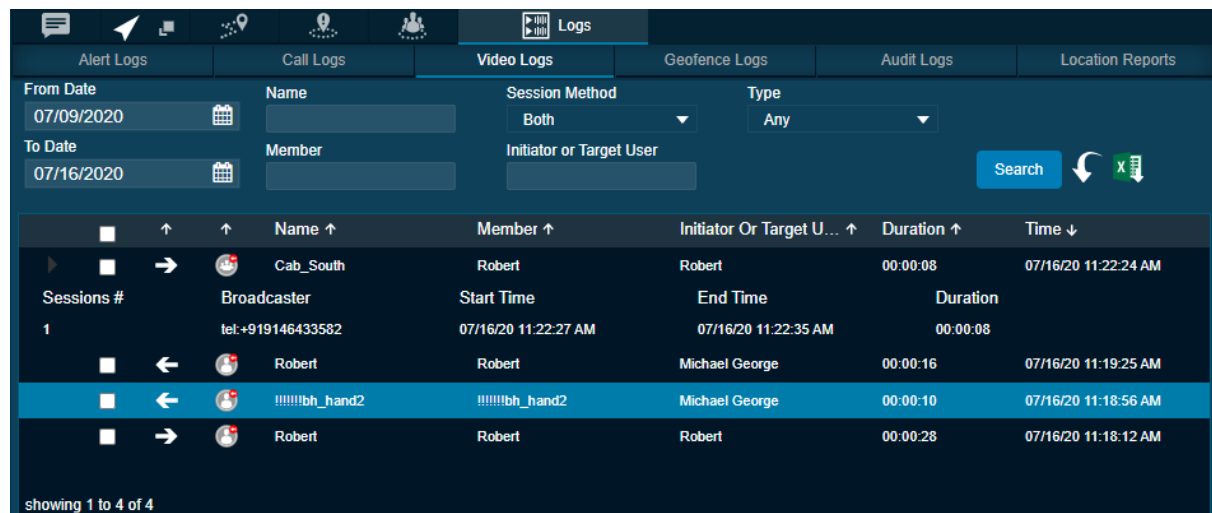 Logs
Alert Logs Call Logs Video Logs Geofence Logs Audit Logs Location Reports
From Date Name Session Method Type
07/09/2020 Both Any
To Date Member Initiator or Target User
07/16/2020 Search
Name Member Initiator Or Target U... Duration Time
Cab_South Robert Robert 00:00:08 07/16/20 11:22:24 AM
Sessions # Broadcaster Start Time End Time Duration
1 tel:+919146433582 07/16/20 11:22:27 AM 07/16/20 11:22:35 AM 00:00:08
Robert Robert Michael George 00:00:16 07/16/20 11:19:25 AM
!!!!!!!bh_hand2 !!!!!!!bh_hand2 Michael George 00:00:10 07/16/20 11:18:56 AM
Robert Robert Robert 00:00:28 07/16/20 11:18:12 AM
showing 1 to 4 of 4